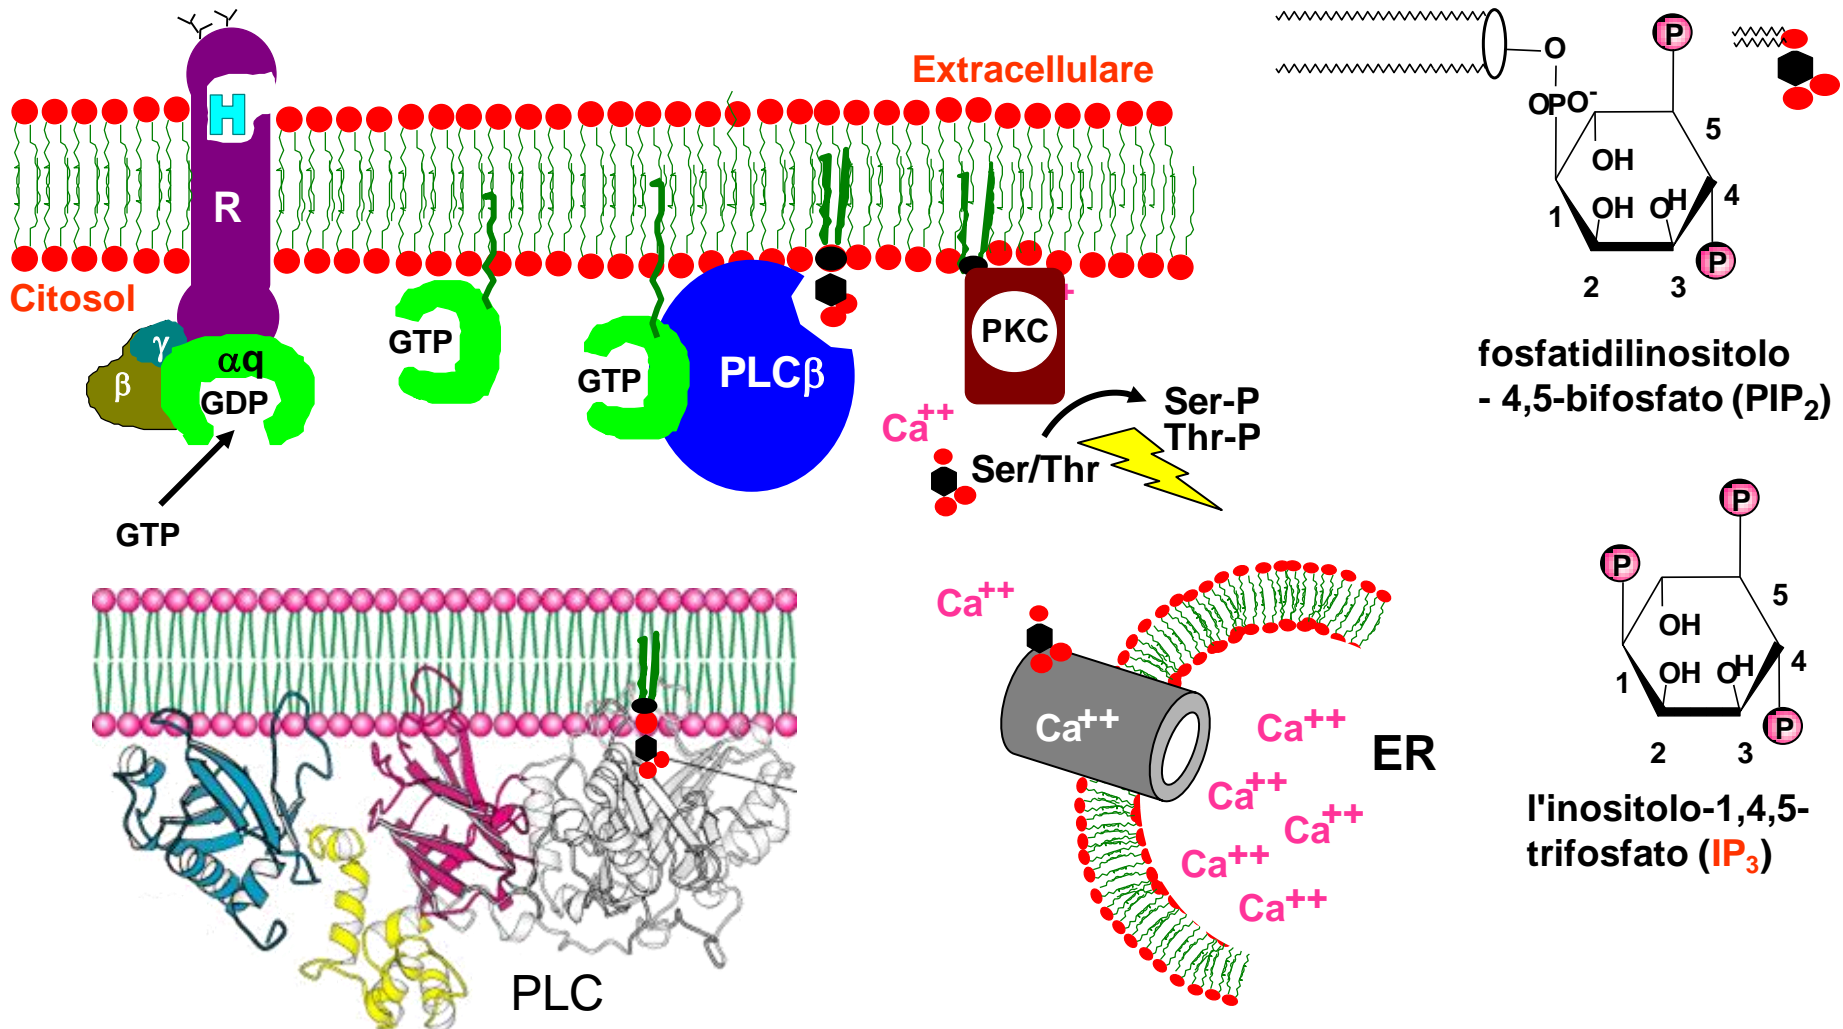 Extracellulare
H
R
Citosol
γ
β
αq
GDP
GTP
GTP
GTP
PLCβ
PKC
Ca++
Ser/Thr
Ser-P
Thr-P
O
OPO-
P
5
OH
4
OH
OH
1
P
2
3
fosfatidilinositolo
- 4,5-bifosfato (PIP2)
P
P
5
OH
4
OH
OH
1
P
2
3
l'inositolo-1,4,5-
trifosfato (IP3)
Ca++
Ca++
Ca++
ER
Ca++
Ca++
Ca++
Ca++
PLC